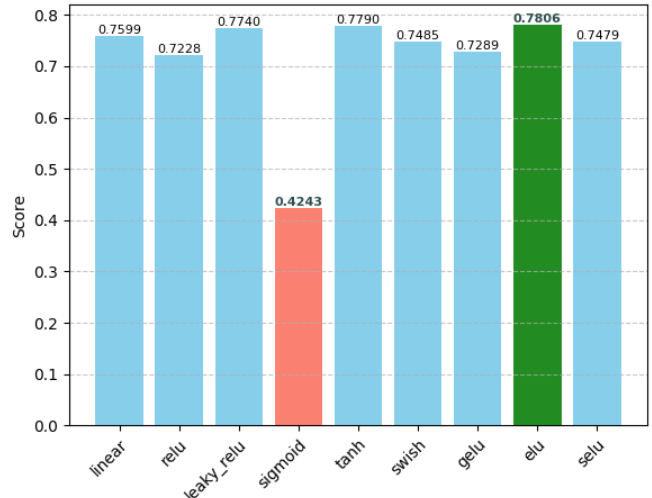 Score
0.8
0.7
0.6
0.5
0.4
0.3
0.2
0.1
0.0
0.7599
0.7228
0.7740
0.4243
0.7790
0.7485
0.7289
0.7806
0.7479
linear
relu
leaky_relu
sigmoid
tanh
swish
gelu
elu
selu